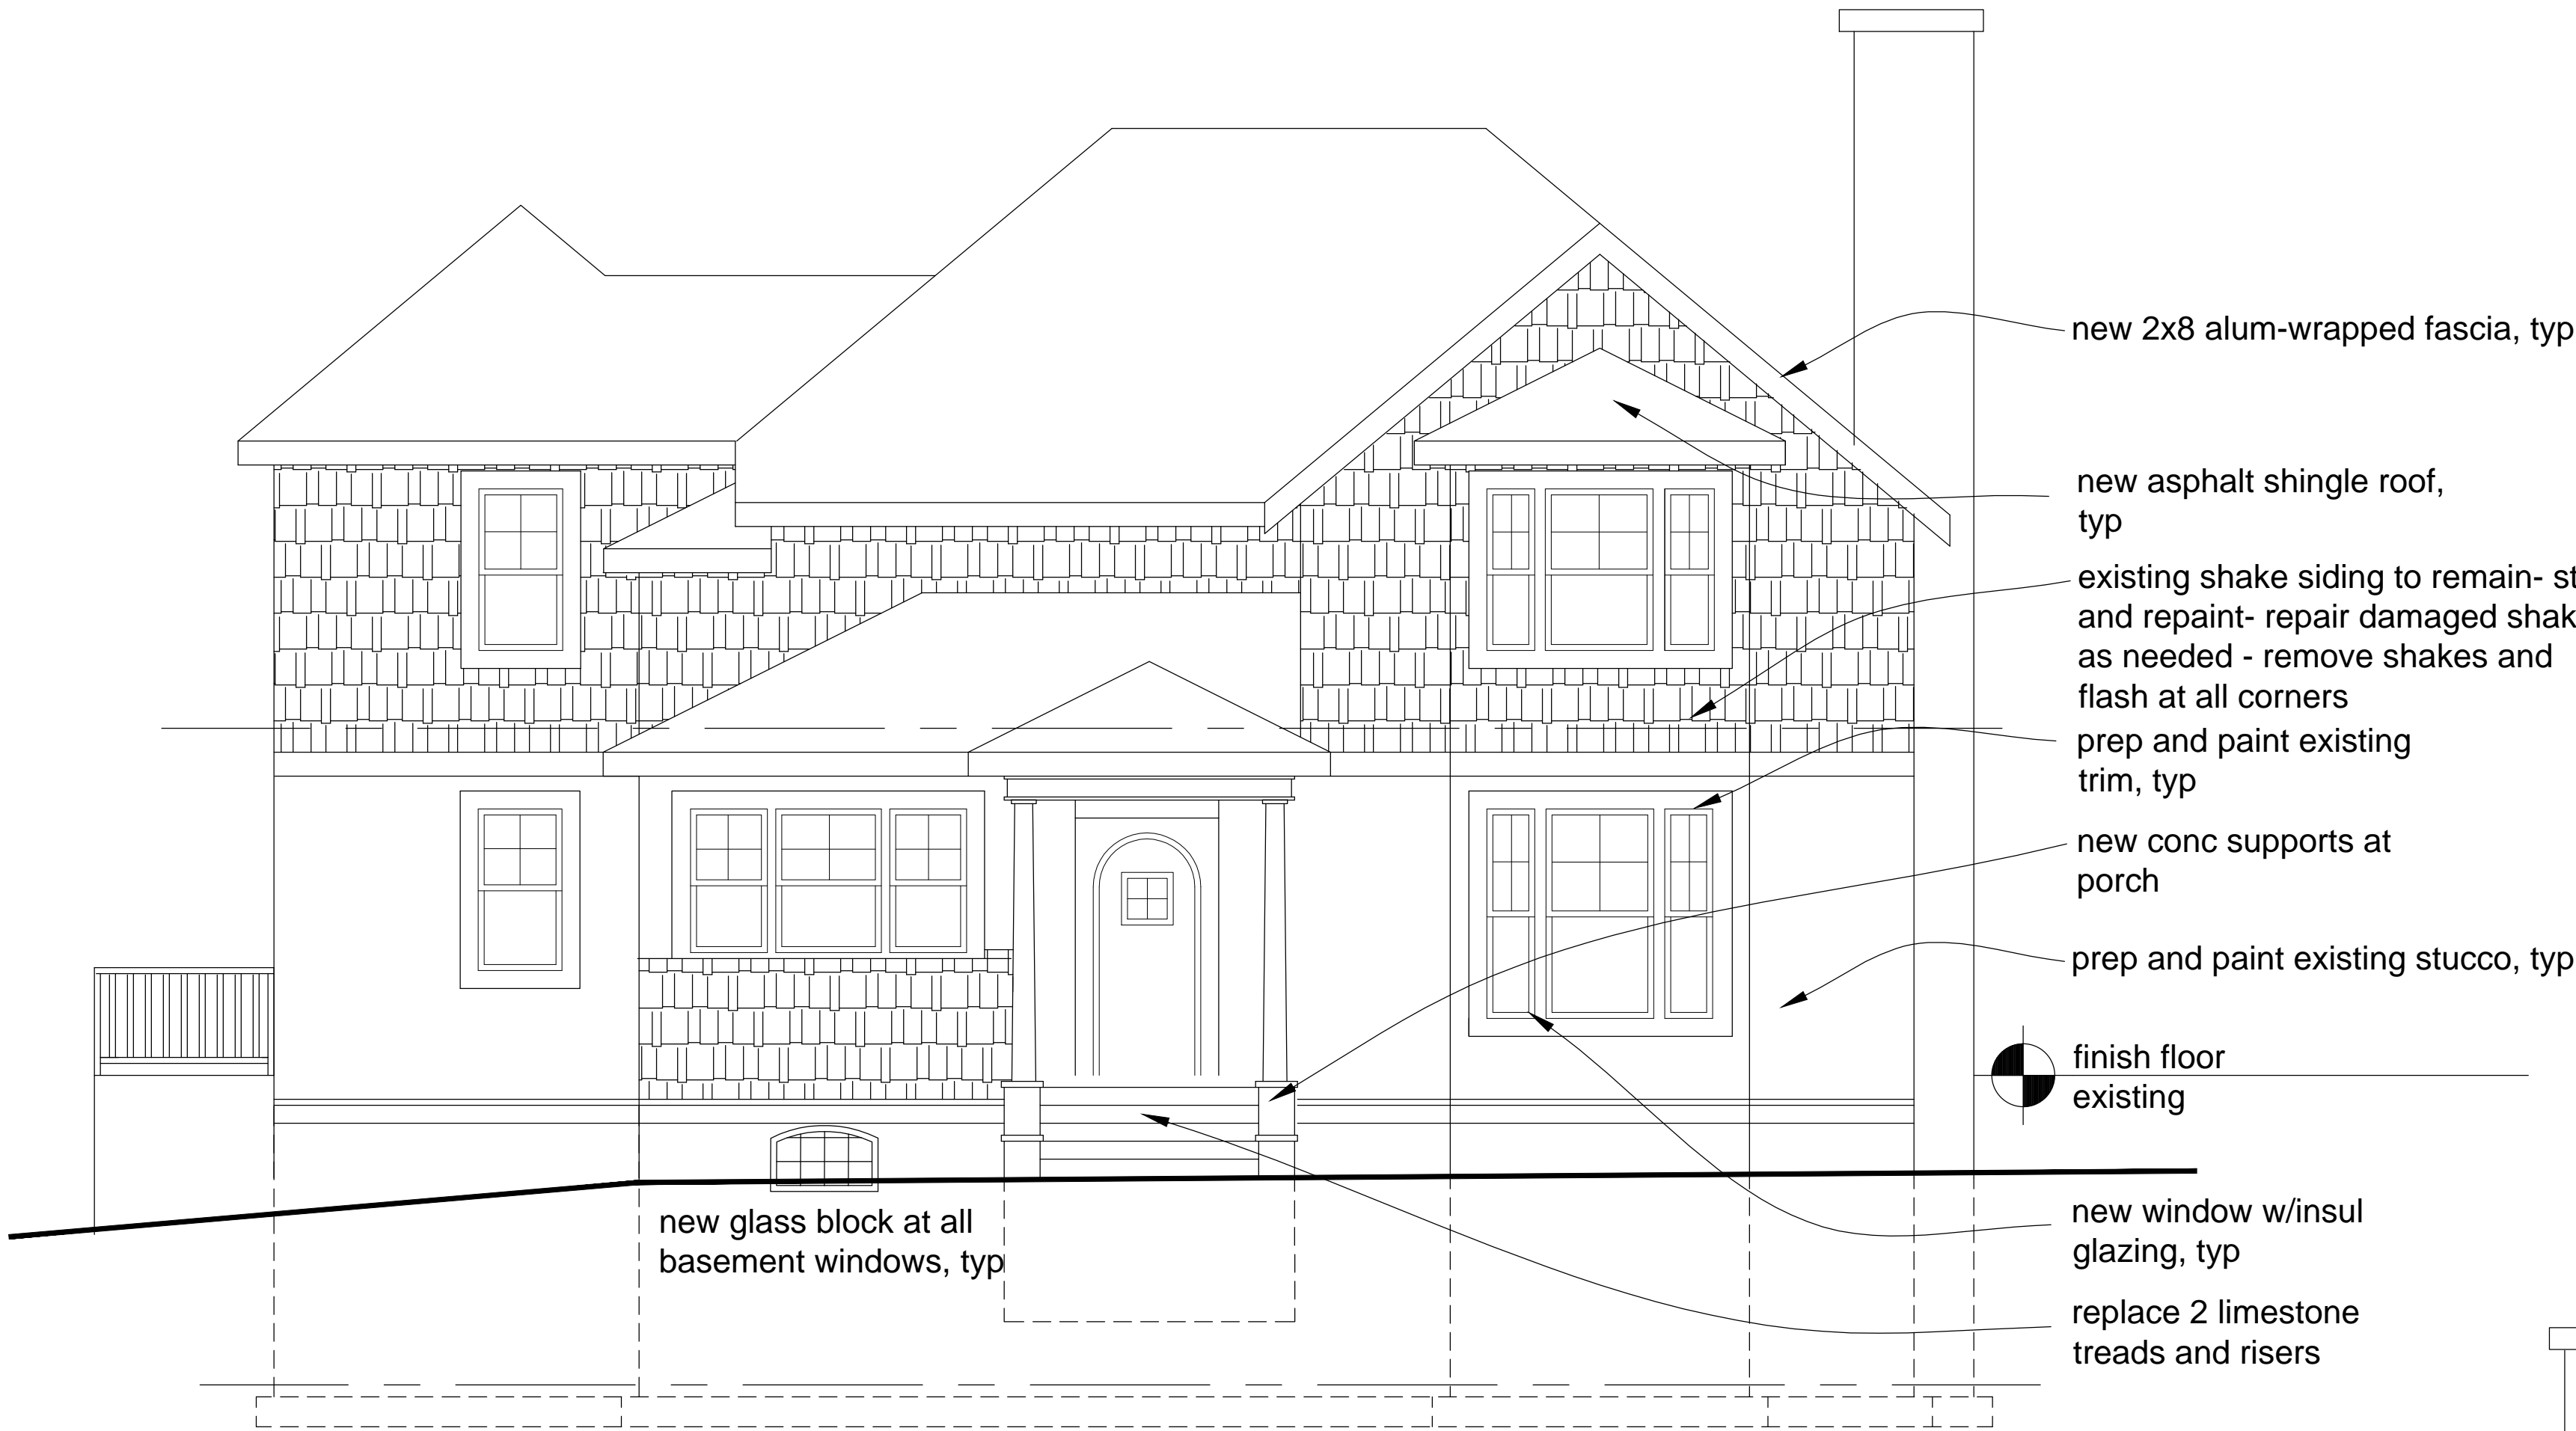 new 2x8 alum-wrapped fascia, typ
new asphalt shingle roof,
typ
existing shake siding to remain-
and repaint- repair damaged
as needed - remove shakes and
flash at all corners
prep and paint existing
trim, typ
new conc supports at
porch
prep and paint existing stucco, typ
finish floor
existing
new glass block at all
basement windows, typ
new window w/insul
glazing, typ
replace 2 limestone
treads and risers